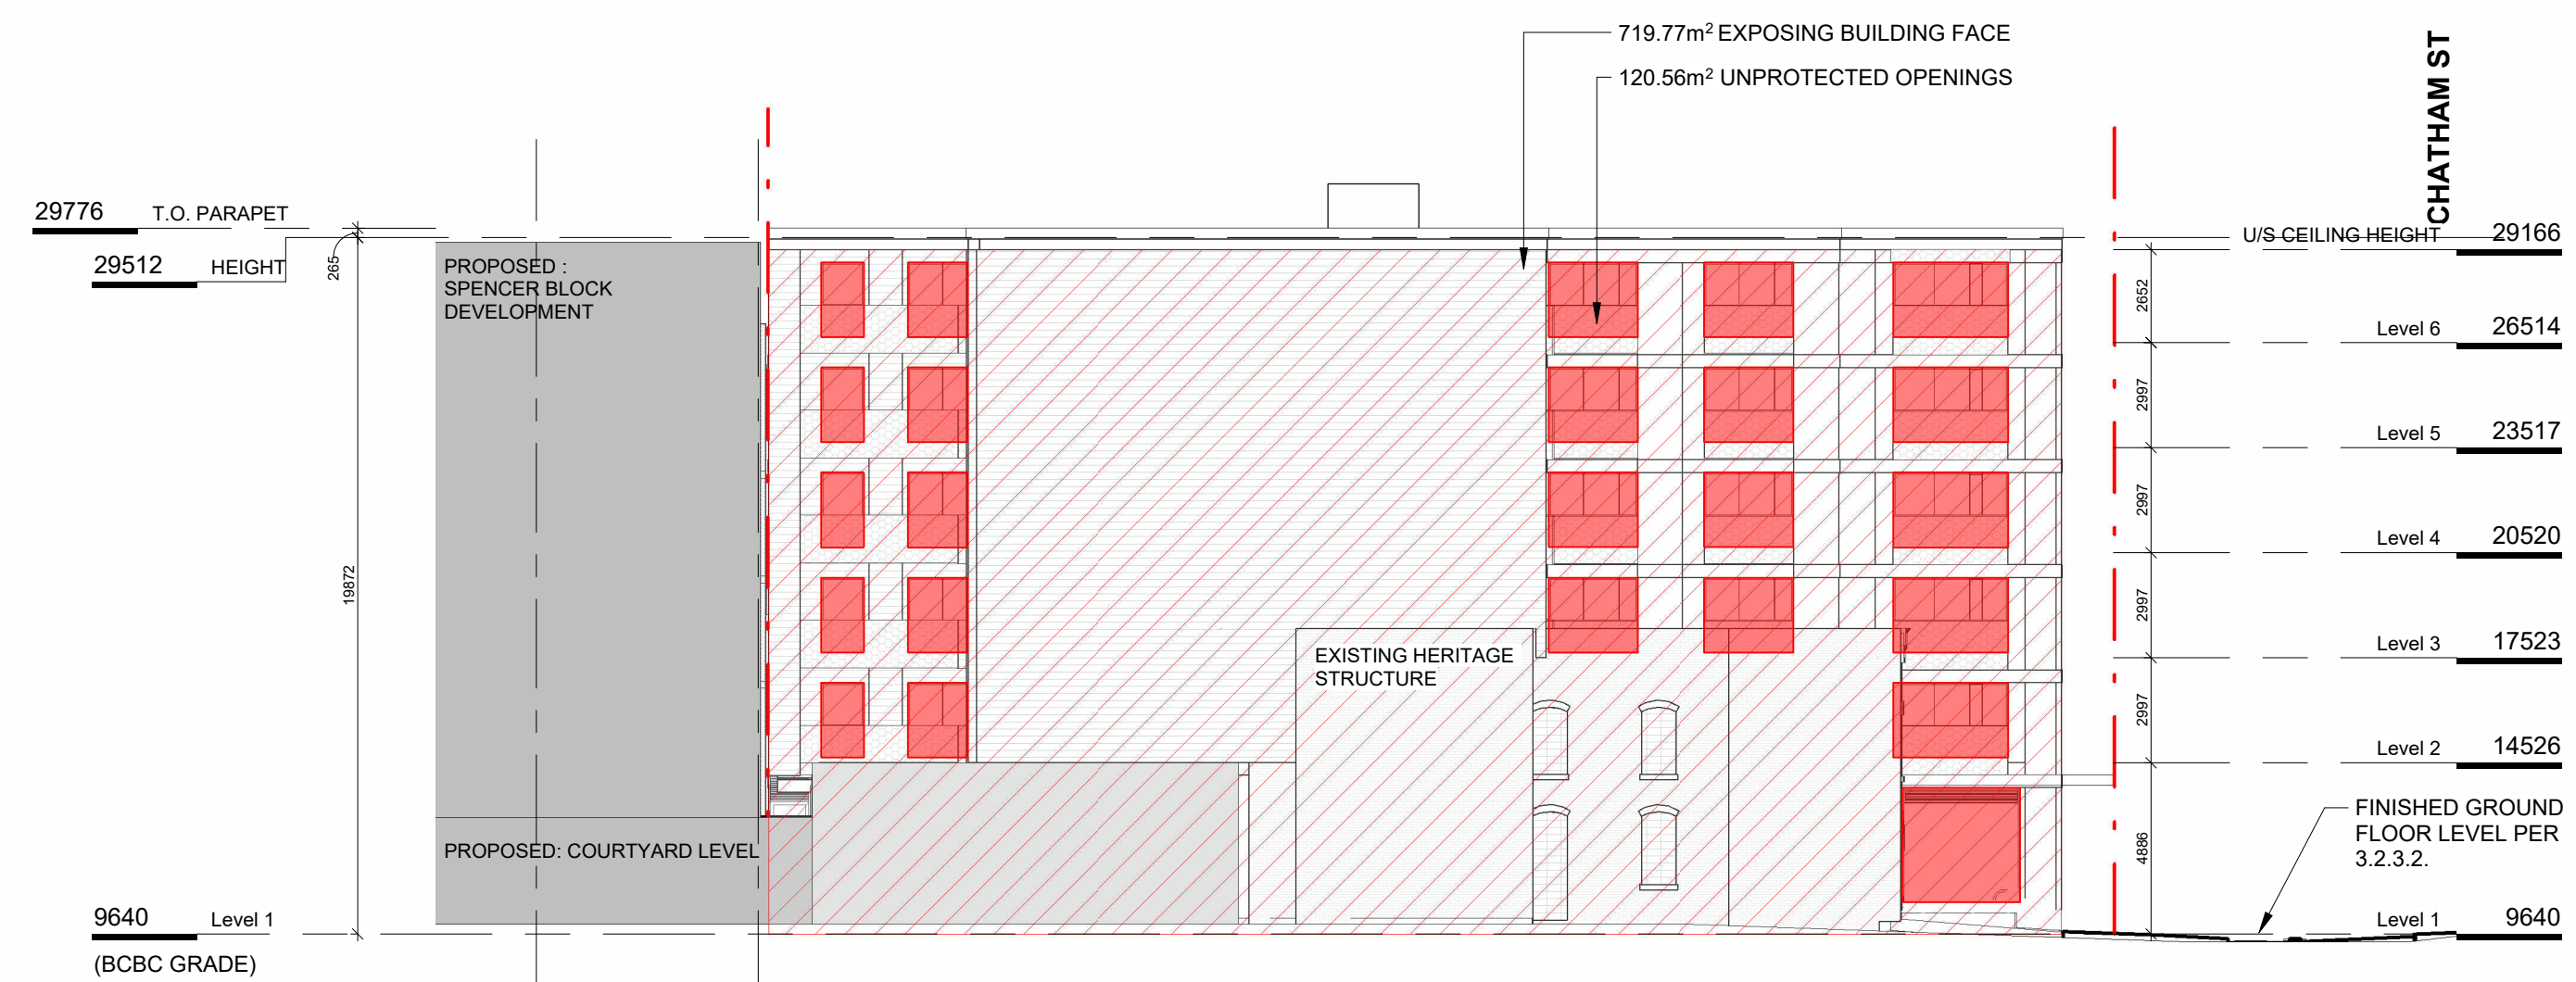 719.77m² EXPOSING BUILDING FACE
120.56m² UNPROTECTED OPENINGS
CHATHAM ST
29776 T.O. PARAPET
29512 HEIGHT
265
19872
PROPOSED :
SPENCER BLOCK
DEVELOPMENT
PROPOSED: COURTYARD LEVEL
EXISTING HERITAGE
STRUCTURE
U/S CEILING HEIGHT 29166
2652
Level 6 26514
2997
Level 5 23517
2997
Level 4 20520
2997
Level 3 17523
2997
Level 2 14526
4886
FINISHED GROUND
FLOOR LEVEL PER
3.2.3.2.
Level 1 9640
9640 Level 1
(BCBC GRADE)